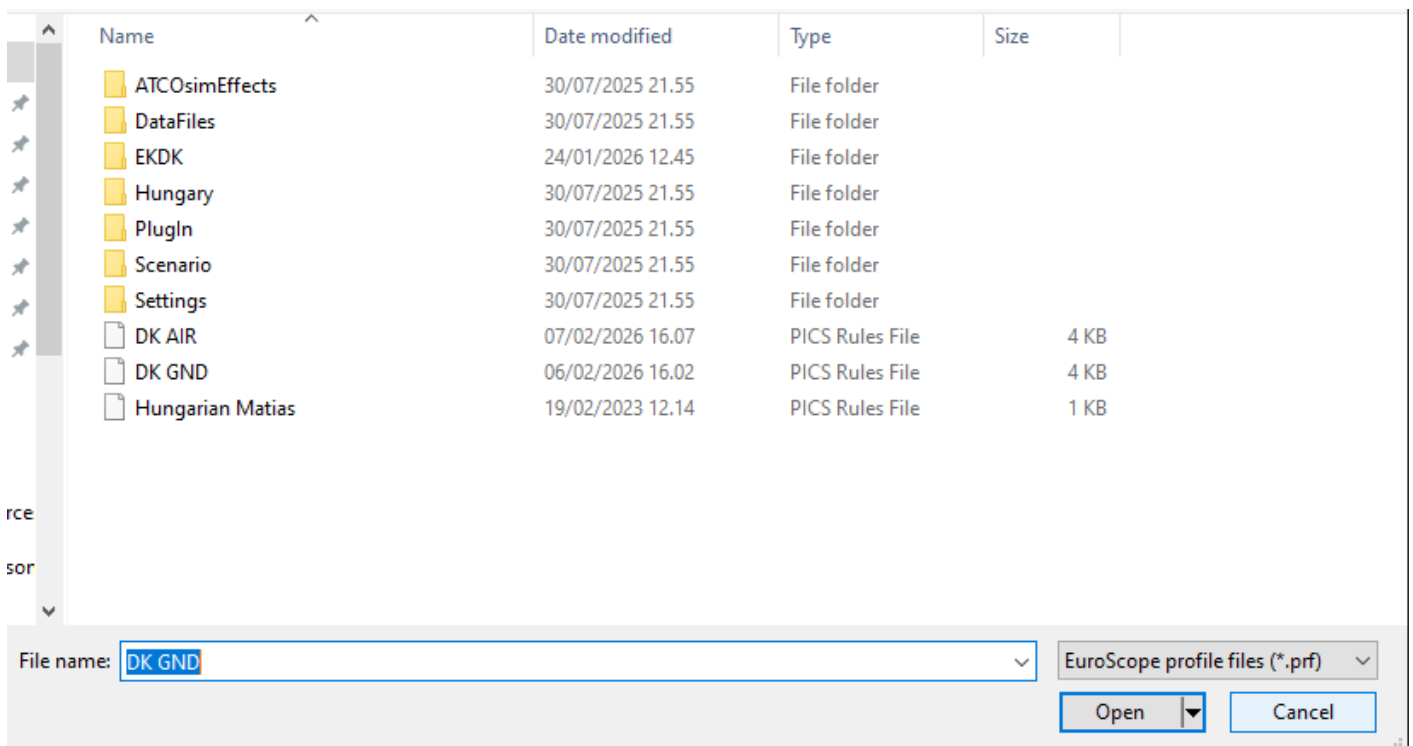 Name Date modified Type Size
ATCOsimEffects 30/07/2025 21.55 File folder
DataFiles 30/07/2025 21.55 File folder
EKDK 24/01/2026 12.45 File folder
Hungary 30/07/2025 21.55 File folder
PlugIn 30/07/2025 21.55 File folder
Scenario 30/07/2025 21.55 File folder
Settings 30/07/2025 21.55 File folder
DK AIR 07/02/2026 16.07 PICS Rules File 4 KB
DK GND 06/02/2026 16.02 PICS Rules File 4 KB
Hungarian Matias 19/02/2023 12.14 PICS Rules File 1 KB
rce
sor
File name: DK GND EuroScope profile files (*.prf)
Open Cancel